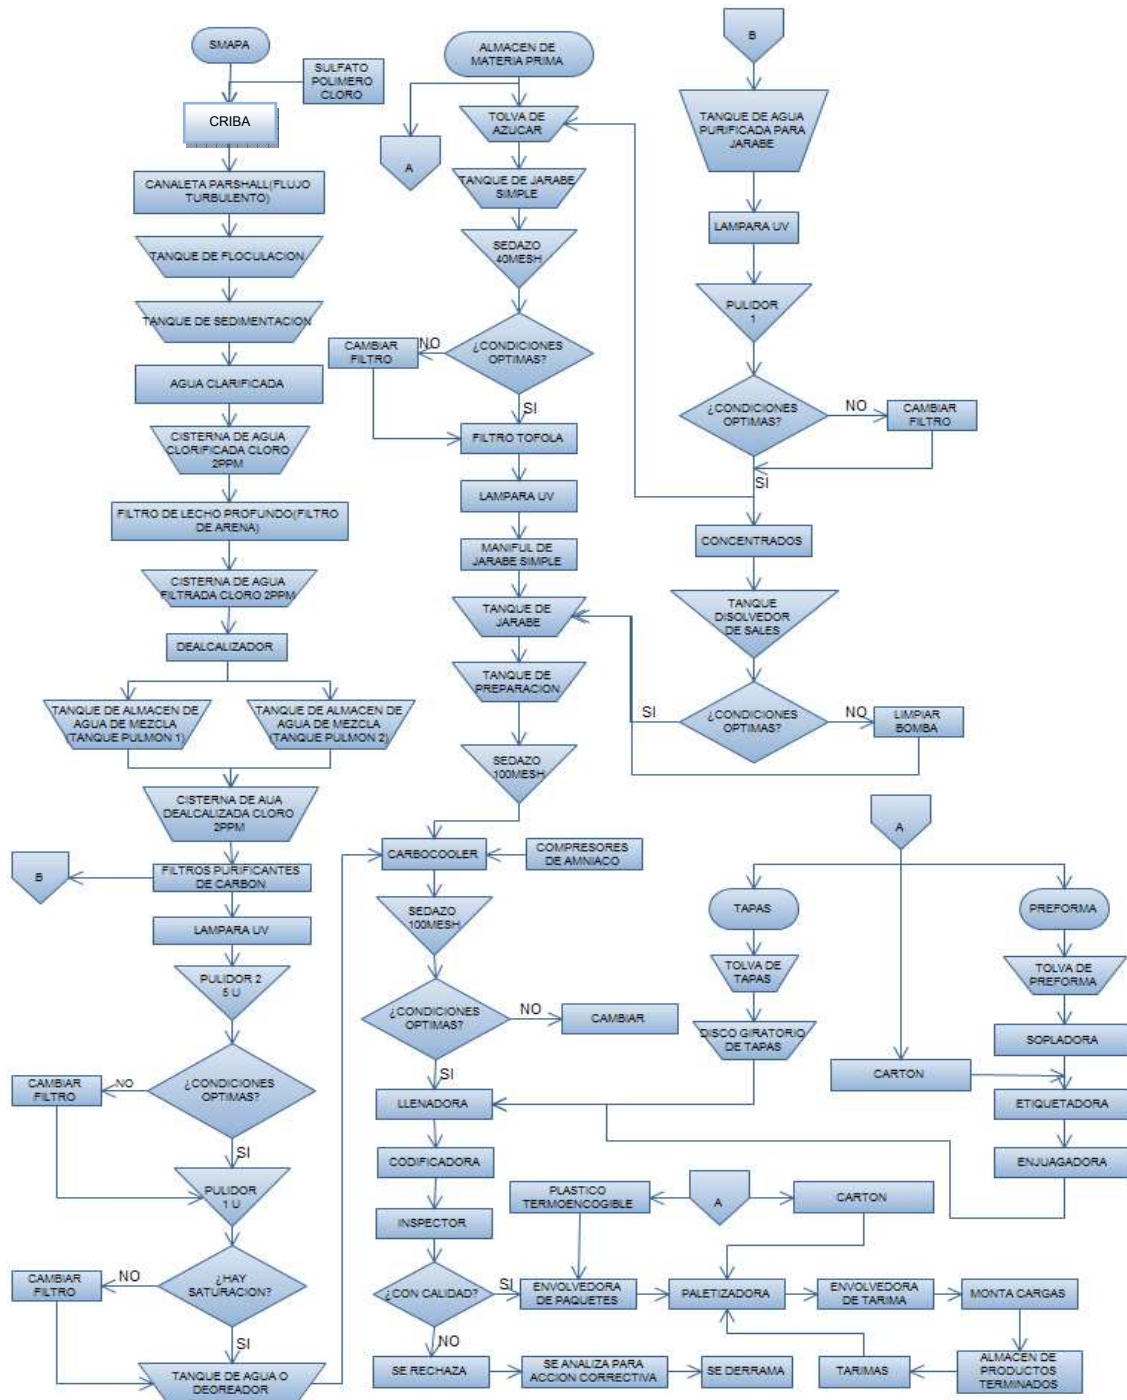 SMAPA
SULFATO
POLIMERO
CLORO
CRIBA
CANALETA PARSHALL(FLUJO
TURBULENTO)
TANQUE DE FLOCULACION
TANQUE DE SEDIMENTACION
AGUA CLARIFICADA
CISTERNA DE AGUA
CLORIFICADA CLORO
2PPM
FILTRO DE LECHO PROFUNDO(FILTRO
DE ARENA)
CISTERNA DE AGUA
FILTRADA CLORO 2PPM
DEALCALIZADOR
TANQUE DE ALMACEN DE
AGUA DE MEZCLA
(TANQUE PULMON 1)
TANQUE DE ALMACEN DE
AGUA DE MEZCLA
(TANQUE PULMON 2)
CISTERNA DE AUA
DEALCALIZADA CLORO
2PPM
B
FILTROS PURIFICANTES
DE CARBON
LAMPARA UV
PULIDOR 2
5 U
¿CONDICIONES
OPTIMAS?
NO
CAMBIAR
FILTRO
SI
PULIDOR
1 U
¿HAY
SATURACION?
NO
CAMBIAR
FILTRO
SI
TANQUE DE AGUA O
DEOREADOR
ALMACEN DE
MATERIA PRIMA
A
TOLVA DE
AZUCAR
TANQUE DE JARABE
SIMPLE
SEDAZO
40MESH
¿CONDICIONES
OPTIMAS?
NO
CAMBIAR
FILTRO
SI
FILTRO TOFOLA
LAMPARA UV
MANIFUL DE
JARABE SIMPLE
TANQUE DE
JARABE
TANQUE DE
PREPARACION
SEDAZO
100MESH
CARBOCOOLER
COMPRESORES
DE AMNIACO
SEDAZO
100MESH
¿CONDICIONES
OPTIMAS?
NO
CAMBIAR
SI
LLENADORA
CODIFICADORA
INSPECTOR
¿CON CALIDAD?
SI
NO
SE RECHAZA
SE ANALIZA PARA
ACCION CORRECTIVA
SE DERRAMA
B
TANQUE DE AGUA
PURIFICADA PARA
JARABE
LAMPARA UV
PULIDOR
1
¿CONDICIONES
OPTIMAS?
NO
CAMBIAR
FILTRO
SI
CONCENTRADOS
TANQUE
DISOLVEDOR
DE SALES
¿CONDICIONES
OPTIMAS?
SI
NO
LIMPIAR
BOMBA
A
TAPAS
TOLVA DE
TAPAS
DISCO GIRATORIO
DE TAPAS
CARTON
PREFORMA
TOLVA DE
PREFORMA
SOPLADORA
ETIQUETADORA
ENJUAGADORA
PLASTICO
TERMOENCOGIBLE
A
CARTON
ENVOLVEDORA
DE PAQUETES
PALETIZADORA
ENVOLVEDORA
DE TARIMA
MONTA CARGAS
TARIMAS
ALMACEN DE
PRODUCTOS
TERMINADOS